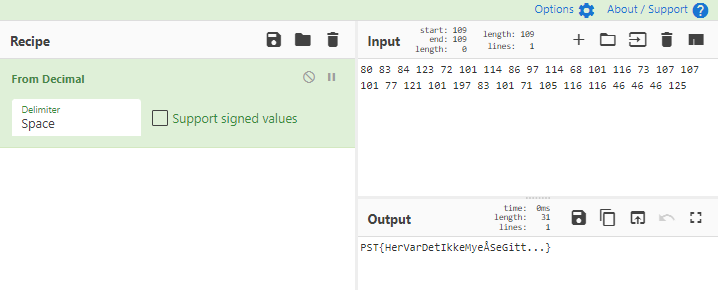 Options About / Support
Recipe
From Decimal
Delimiter
Space
Support signed values
Input
start: 109
end: 109
length: 0
length: 109
lines: 1
80 83 84 123 72 101 114 86 97 114 68 101 116 73 107 107
101 77 121 101 197 83 101 71 105 116 116 46 46 46 125
Output
time: 0ms
length: 31
lines: 1
PST{HerVarDetIkkeMyeÅSeGitt...}